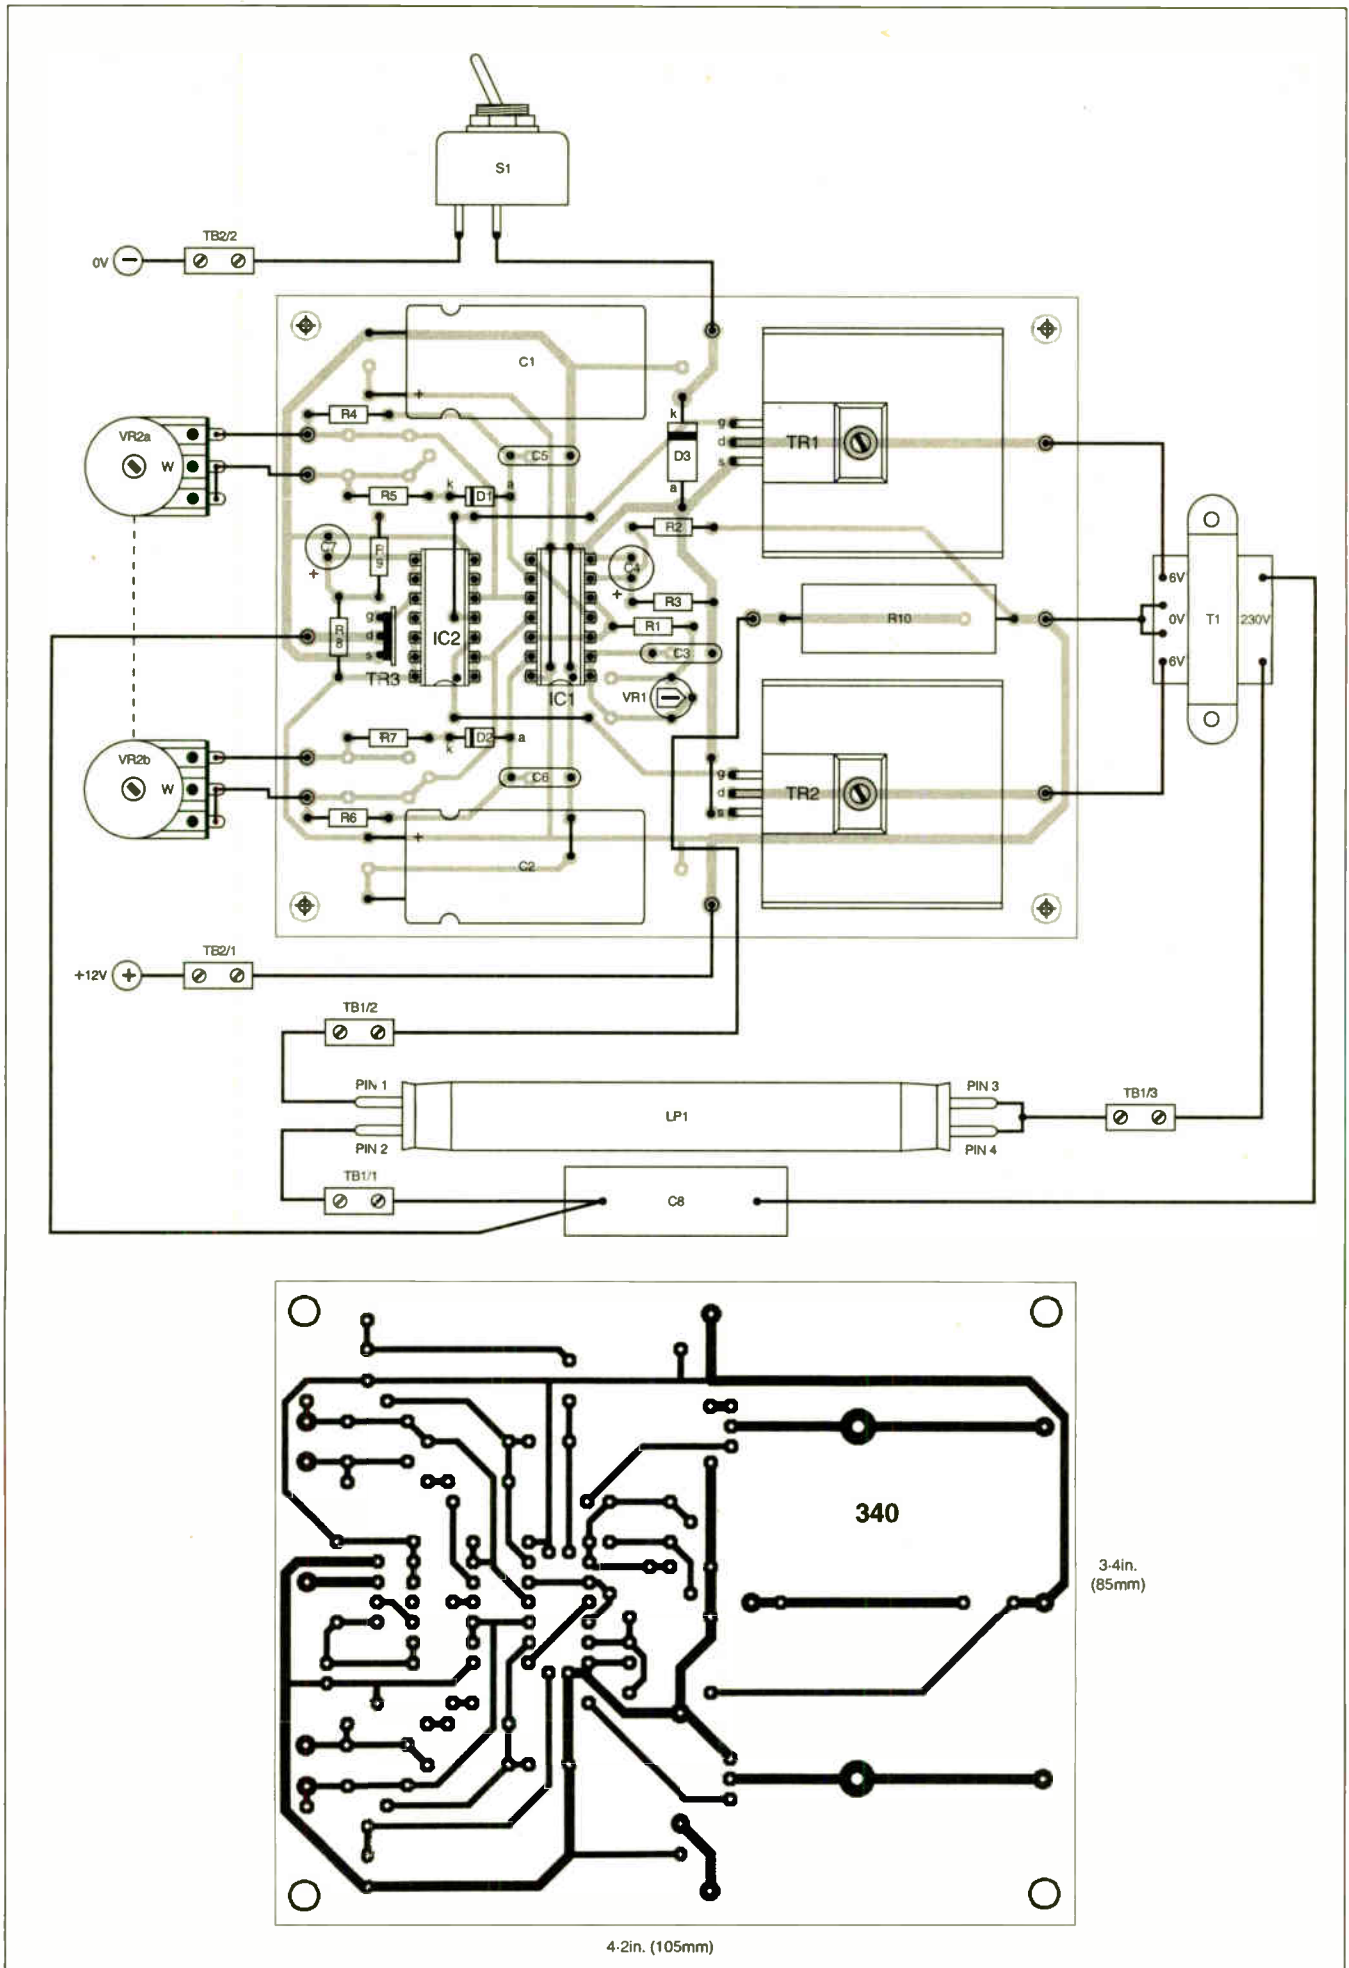 S1
TB2/2
0V
C1
+
k
g
d
s
TR1
VR2a
W
R4
C5
D3
R5
k
D1
a
a
R2
C7
+
R9
C4
+
6V
0V
6V
T1
230V
g
d
s
R8
IC2
R3
R1
R10
C3
TR3
IC1
VR1
VR2b
W
R7
k
D2
a
C6
g
d
s
TR2
R6
+
C2
TB2/1
+12V
TB1/2
PIN 1
PIN 2
LP1
PIN 3
PIN 4
TB1/3
TB1/1
C8
340
3·4in.
(85mm)
4·2in. (105mm)